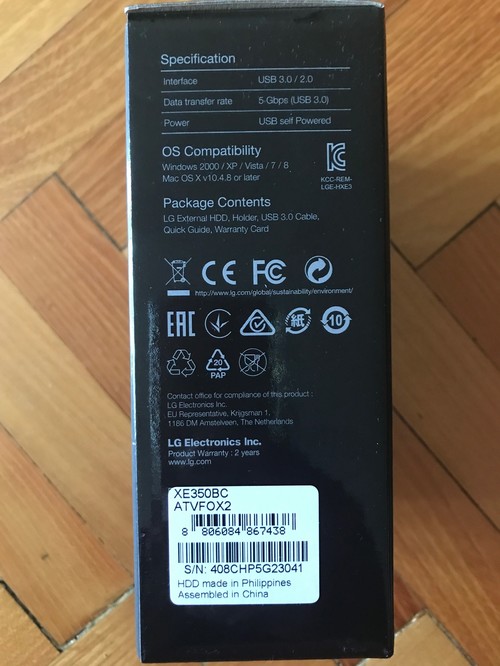 Specification
Interface USB 3.0 / 2.0
Data transfer rate 5 Gbps (USB 3.0)
Power USB self Powered
OS Compatibility
Windows 2000 / XP / Vista / 7 / 8
Mac OS X v10.4.8 or later
KCC-REM-
LGE-HXE3
Package Contents
LG External HDD, Holder, USB 3.0 Cable,
Quick Guide, Warranty Card
CE FC
http://www.lg.com/global/sustainability/environment/
EAC 紙 10
20
PAP
Contact office for compliance of this product :
LG Electronics Inc.
EU Representative, Krijgsman 1,
1186 DM Amstelveen, The Netherlands
LG Electronics Inc.
Product Warranty : 2 years
www.lg.com
XE350BC
ATVFOX2
8 806084 867438
S/N: 408CHP5G23041
HDD made in Philippines
Assembled in China